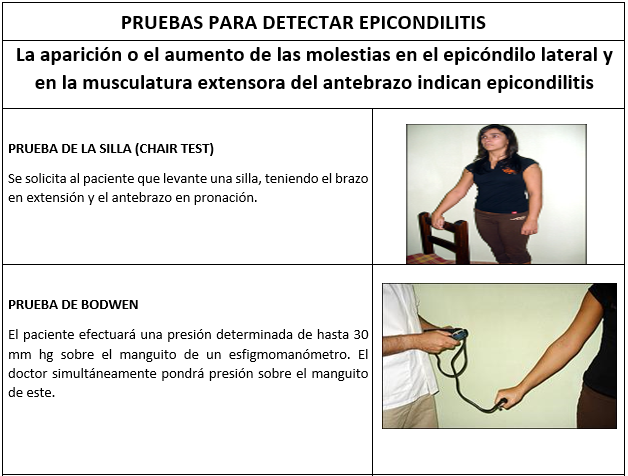 PRUEBAS PARA DETECTAR EPICONDILITIS
La aparición o el aumento de las molestias en el epicóndilo lateral y
en la musculatura extensora del antebrazo indican epicondilitis
PRUEBA DE LA SILLA (CHAIR TEST)
Se solicita al paciente que levante una silla, teniendo el brazo
en extensión y el antebrazo en pronación.
PRUEBA DE BODWEN
El paciente efectuará una presión determinada de hasta 30
mm hg sobre el manguito de un esfigmomanómetro. El
doctor simultáneamente pondrá presión sobre el manguito
de este.